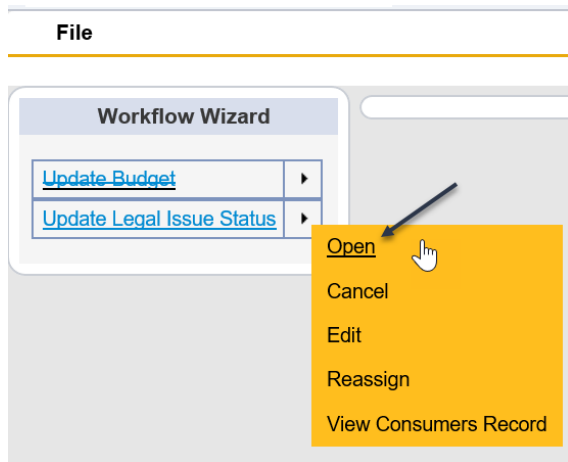 File
Workflow Wizard
Update Budget
Update Legal Issue Status
Open
Cancel
Edit
Reassign
View Consumers Record